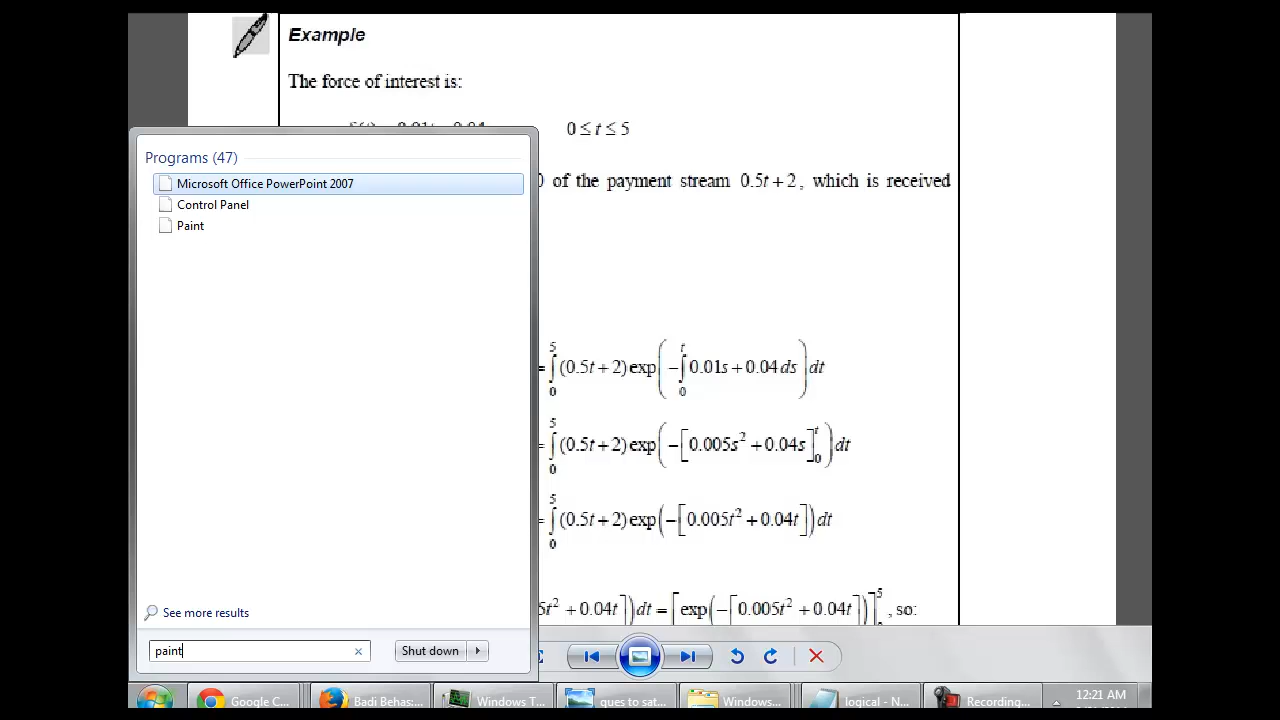 Example
The force of interest is:
0 ≤ t ≤ 5
Programs (47)
Microsoft Office PowerPoint 2007
Control Panel
Paint
of the payment stream 0.5t + 2, which is received
= ∫₀⁵ (0.5t + 2) exp ( − ∫₀ᵗ 0.01s + 0.04 ds ) dt
= ∫₀⁵ (0.5t + 2) exp ( − [ 0.005s² + 0.04s ]₀ᵗ ) dt
= ∫₀⁵ (0.5t + 2) exp ( − [ 0.005t² + 0.04t ] ) dt
5t² + 0.04t ] ) dt = [ exp ( − [ 0.005t² + 0.04t ] ) ]₀⁵ , so:
See more results
paint
Shut down
Google C...
Badi Behas:...
Windows T...
ques to sat...
Windows...
logical - N...
Recording...
12:21 AM